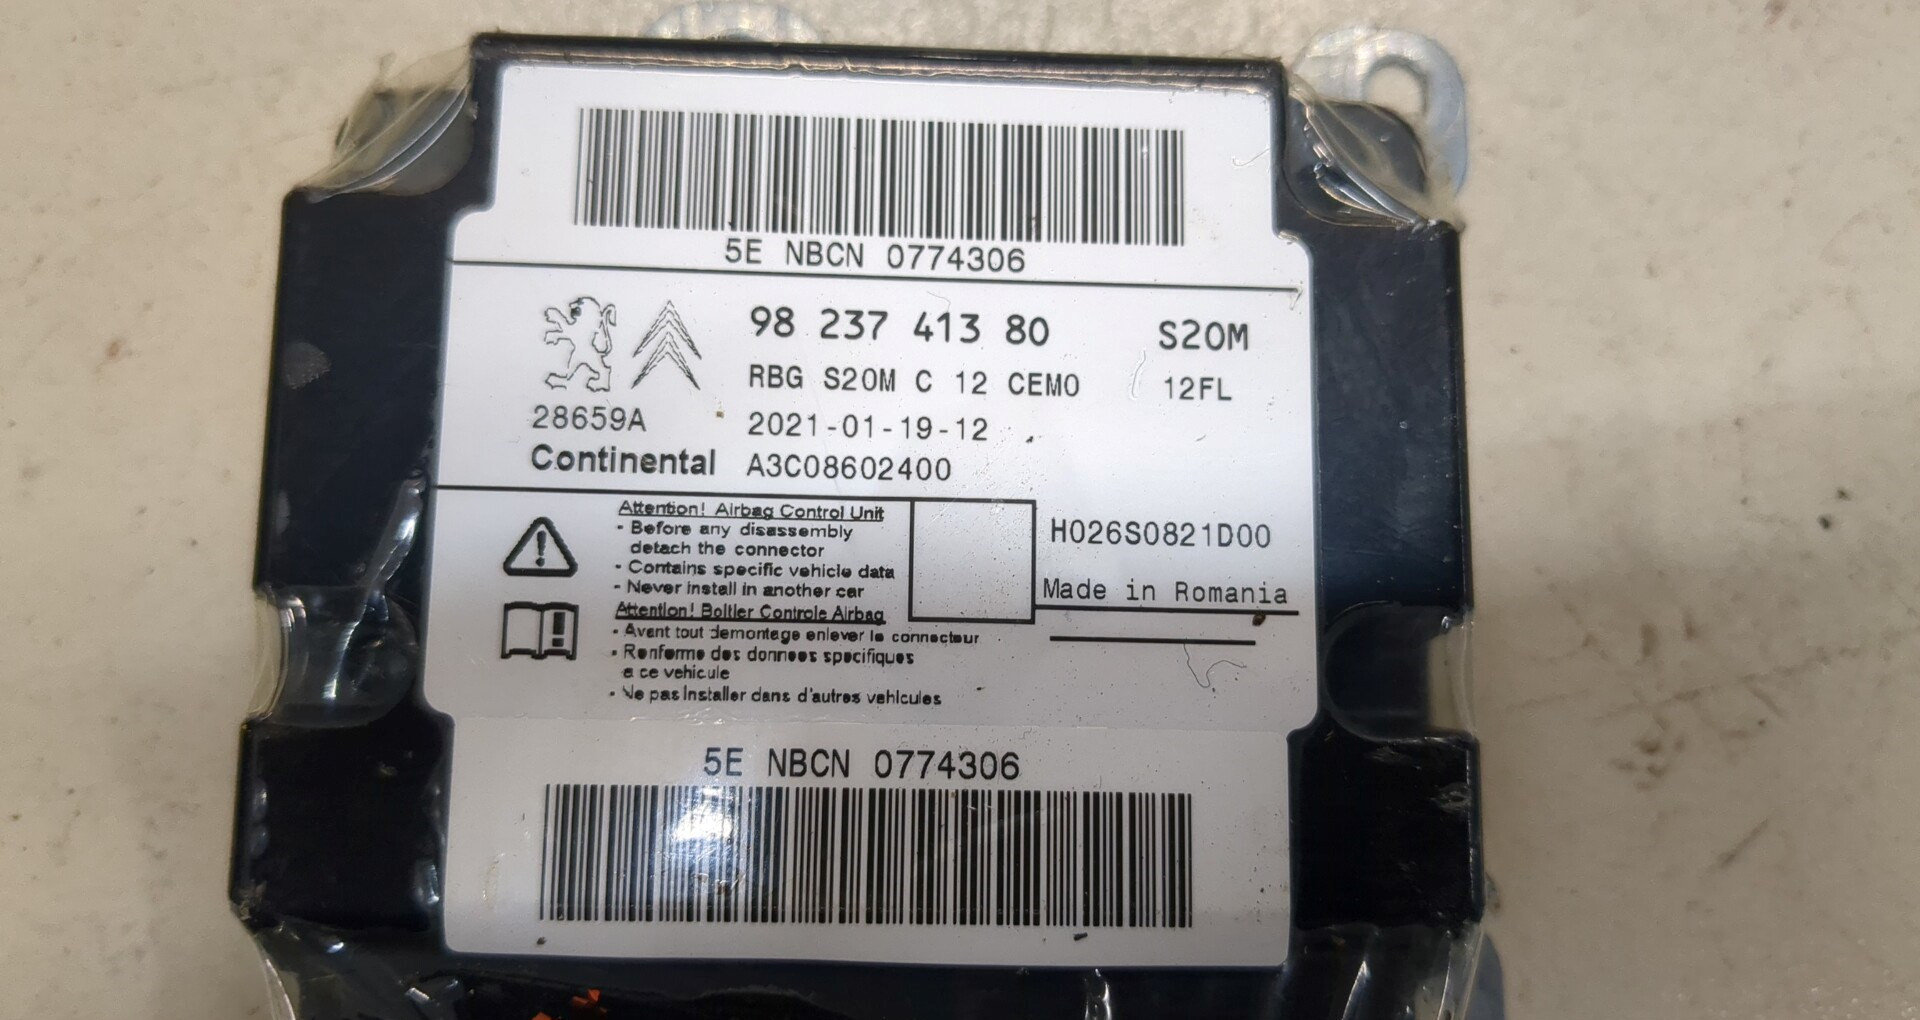 5E NBCN 0774306
98 237 413 80 S20M
RBG S20M C 12 CEM0 12FL
28659A 2021-01-19-12
Continental A3C08602400
Attention! Airbag Control Unit
- Before any disassembly
detach the connector
- Contains specific vehicle data
- Never install in another car
H026S0821D00
Made in Romania
Attention! Boitier Controle Airbag
- Avant tout demontage enlever le connecteur
- Renferme des donnees specifiques
a ce vehicule
- Ne pas Installer dans d'autres vehicules
5E NBCN 0774306